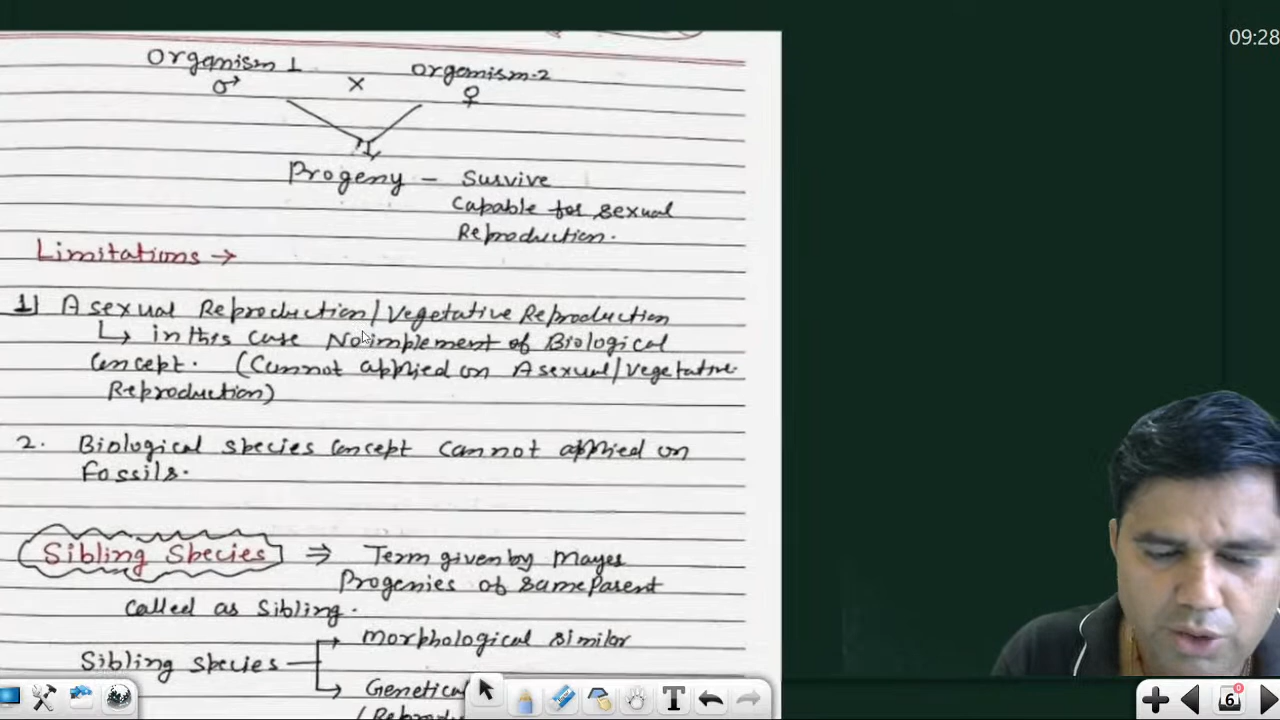 09:28
Organism 1 × Organism-2
♂ ♀
Progeny – Survive
Capable for sexual
Reproduction.
Limitations →
1) Asexual Reproduction/Vegetative Reproduction
↳ in this case No implement of Biological
Concept. (Cannot applied on Asexual/Vegetative
Reproduction)
2. Biological species Concept Cannot applied on
Fossils.
Sibling Species ⇒ Term given by Mayer
Progenies of Same Parent
Called as Sibling.
Sibling species → Morphological similar
→ Genetical
T
6